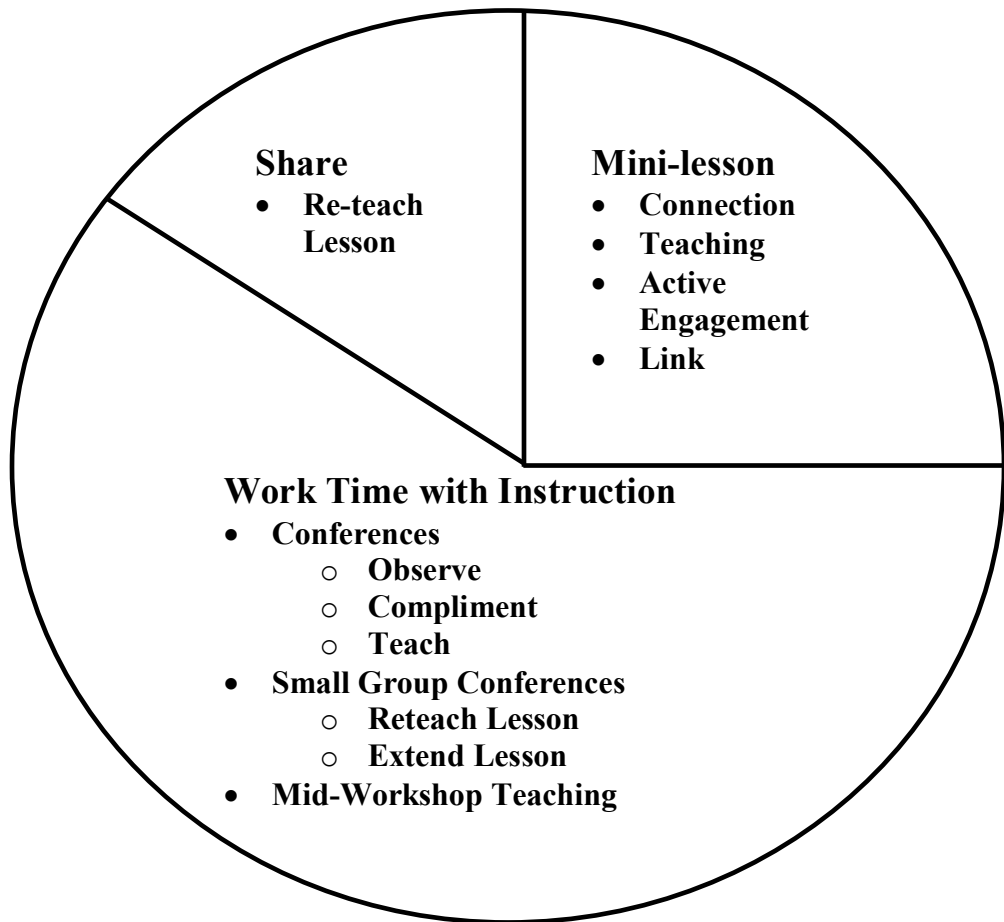 Share
• Re-teach
Lesson
Mini-lesson
• Connection
• Teaching
• Active
Engagement
• Link
Work Time with Instruction
• Conferences
o Observe
o Compliment
o Teach
• Small Group Conferences
o Reteach Lesson
o Extend Lesson
• Mid-Workshop Teaching